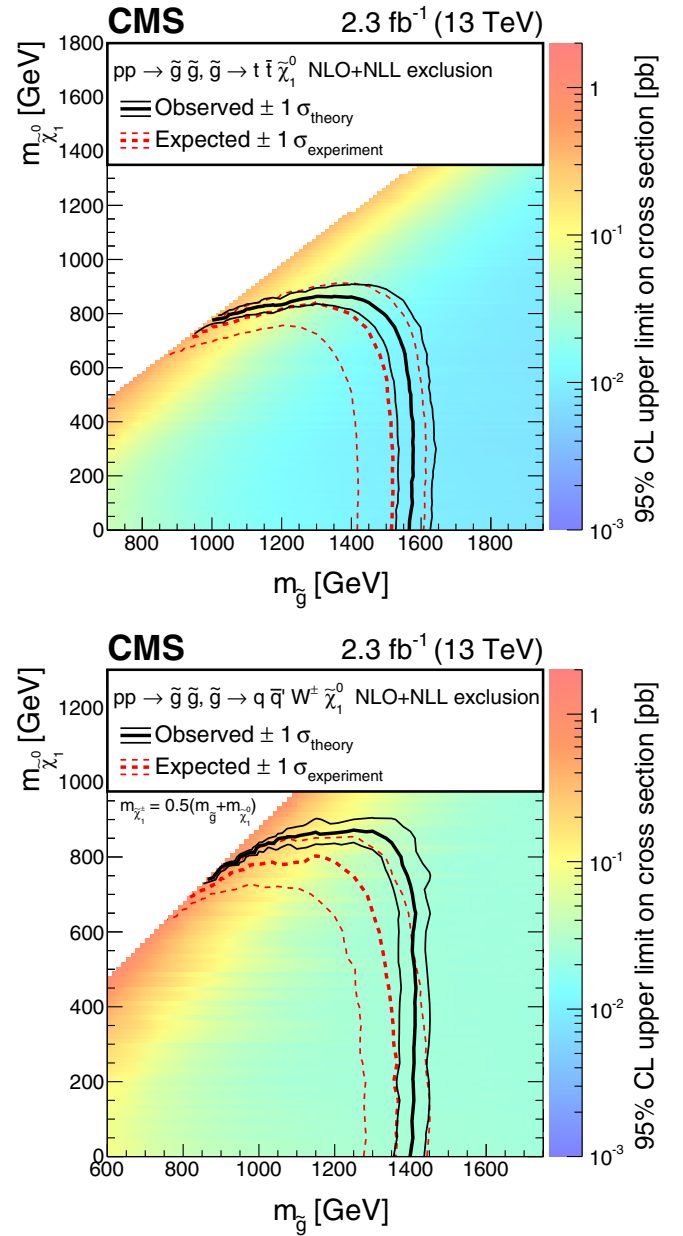 CMS 2.3 fb⁻¹ (13 TeV)
pp → g̃ g̃, g̃ → t t̄ χ̃₁⁰ NLO+NLL exclusion
Observed ± 1 σ_theory
Expected ± 1 σ_experiment
m_χ̃₁⁰ [GeV]
1800
1600
1400
1200
1000
800
600
400
200
0
800 1000 1200 1400 1600 1800
m_g̃ [GeV]
1
10⁻¹
10⁻²
10⁻³
95% CL upper limit on cross section [pb]
CMS 2.3 fb⁻¹ (13 TeV)
pp → g̃ g̃, g̃ → q q̄' W± χ̃₁⁰ NLO+NLL exclusion
Observed ± 1 σ_theory
Expected ± 1 σ_experiment
m_χ̃₁± = 0.5(m_g̃+m_χ̃₁⁰)
m_χ̃₁⁰ [GeV]
1200
1000
800
600
400
200
0
600 800 1000 1200 1400 1600
m_g̃ [GeV]
1
10⁻¹
10⁻²
10⁻³
95% CL upper limit on cross section [pb]